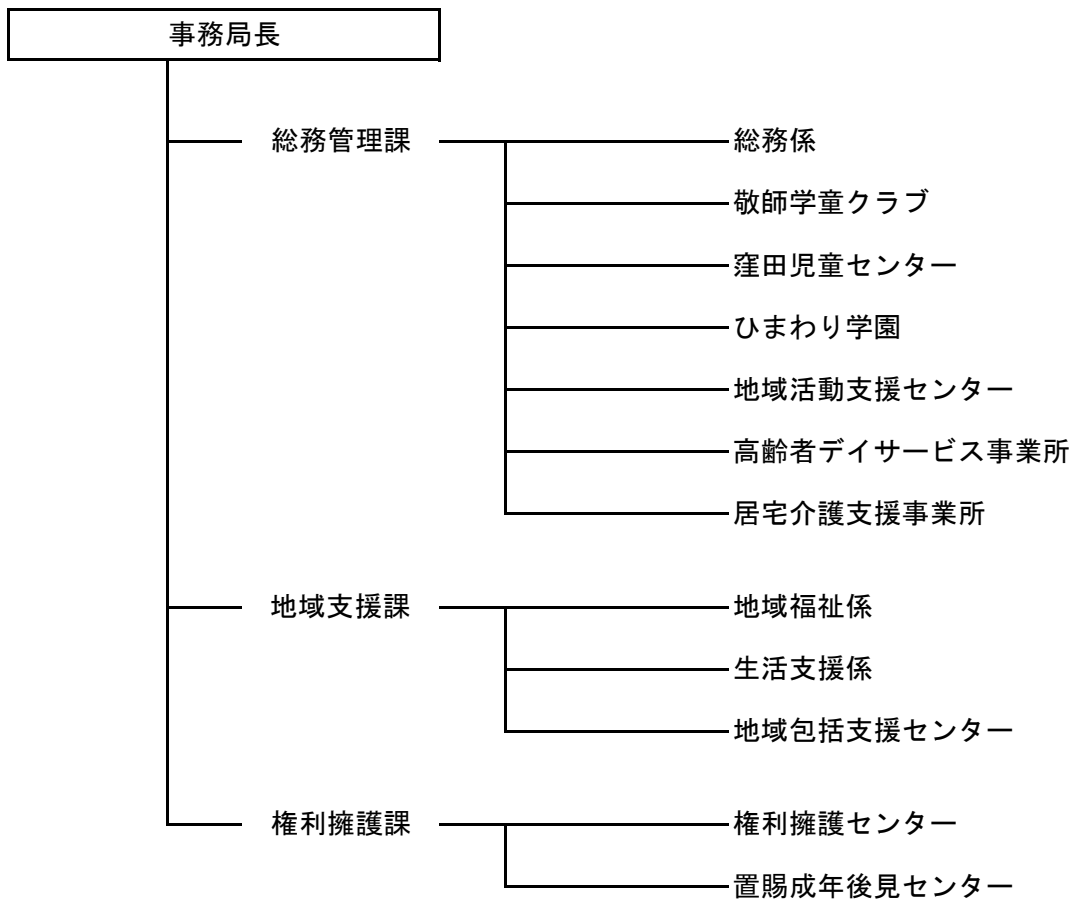 事務局長
総務管理課
総務係
敬師学童クラブ
窪田児童センター
ひまわり学園
地域活動支援センター
高齢者デイサービス事業所
居宅介護支援事業所
地域支援課
地域福祉係
生活支援係
地域包括支援センター
権利擁護課
権利擁護センター
置賜成年後見センター